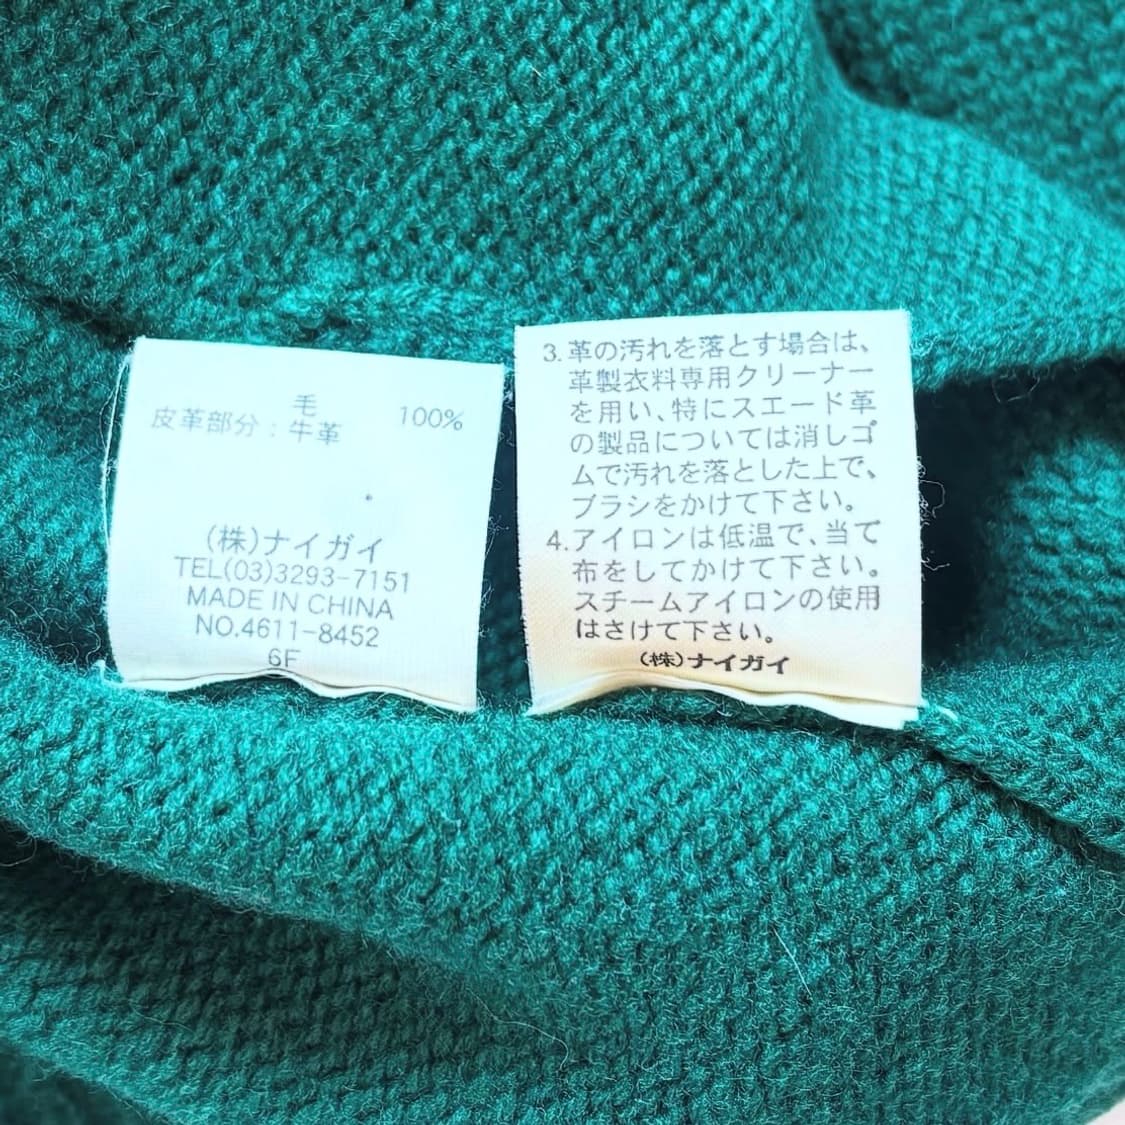 毛 100%
皮革部分：牛革
(株)ナイガイ
TEL(03)3293-7151
MADE IN CHINA
NO.4611-8452
6F
3. 革の汚れを落とす場合は、
革製衣料専用クリーナー
を用い、特にスエード革
の製品については消しゴ
ムで汚れを落とした上で、
ブラシをかけて下さい。
4. アイロンは低温で、当て
布をしてかけて下さい。
スチームアイロンの使用
はさけて下さい。
(株)ナイガイ